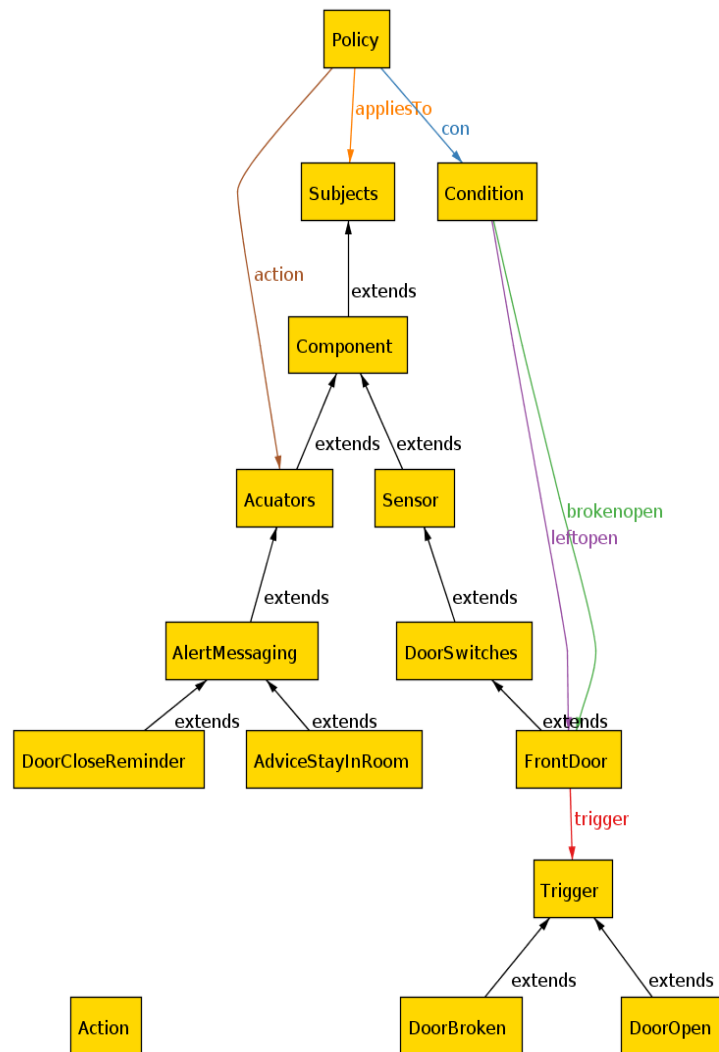 Policy
appliesTo
con
Subjects
Condition
action
extends
Component
extends
extends
Acuators
Sensor
brokenopen
leftopen
extends
extends
AlertMessaging
DoorSwitches
extends
extends
extends
DoorCloseReminder
AdviceStayInRoom
FrontDoor
trigger
Trigger
extends
extends
Action
DoorBroken
DoorOpen